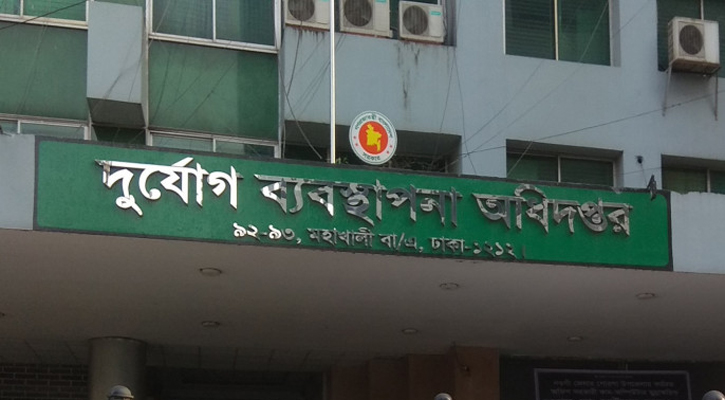 দুর্যোগ ব্যবস্থাপনা অধিদপ্তর
৯২-৯৩, মহাখালী বা/এ, ঢাকা-১২১২।